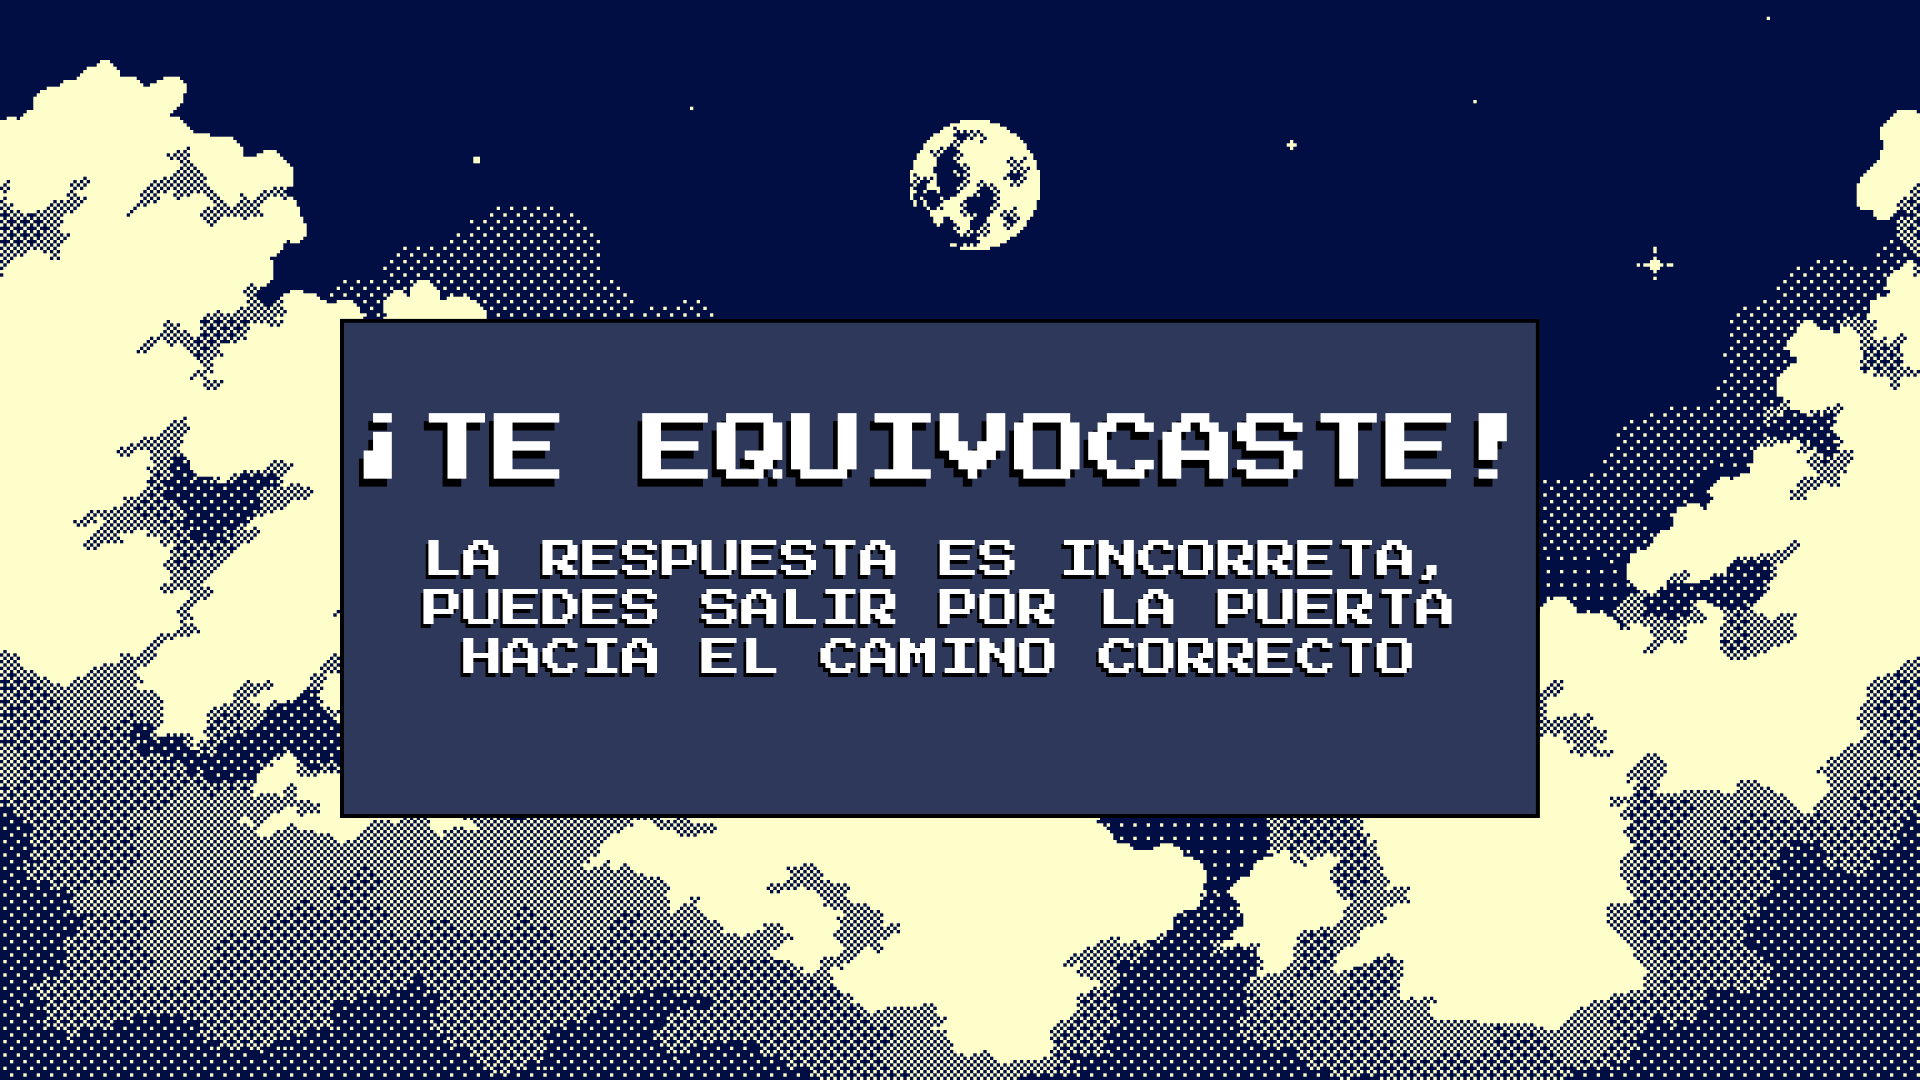 ¡TE EQUIVOCASTE!
LA RESPUESTA ES INCORRETA,
PUEDES SALIR POR LA PUERTA
HACIA EL CAMINO CORRECTO